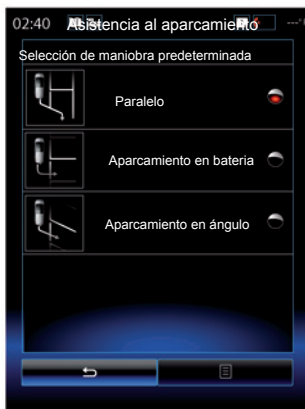 02:40 Asistencia al aparcamiento
Selección de maniobra predeterminada
Paralelo
Aparcamiento en bateria
Aparcamiento en ángulo